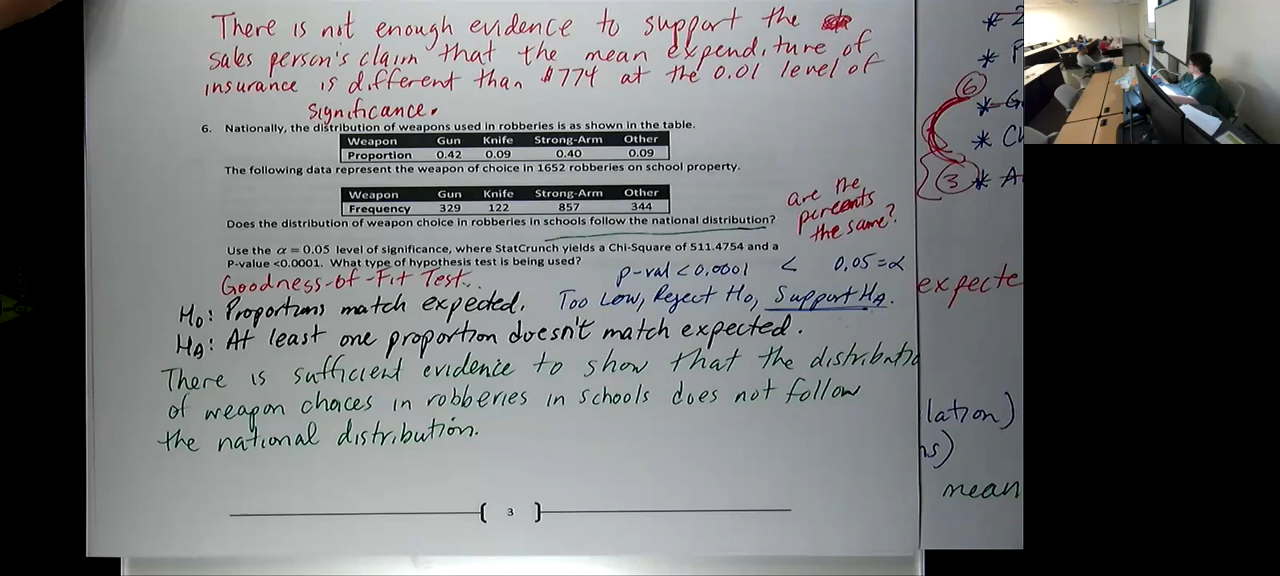 There is not enough evidence to support the
sales person's claim that the mean expenditure of
insurance is different than $774 at the 0.01 level of
significance.
6. Nationally, the distribution of weapons used in robberies is as shown in the table.
Weapon Gun Knife Strong-Arm Other
Proportion 0.42 0.09 0.40 0.09
The following data represent the weapon of choice in 1652 robberies on school property.
Weapon Gun Knife Strong-Arm Other
Frequency 329 122 857 344
are the
percents
the same?
Does the distribution of weapon choice in robberies in schools follow the national distribution?
Use the α = 0.05 level of significance, where StatCrunch yields a Chi-Square of 511.4754 and a
P-value <0.0001. What type of hypothesis test is being used?
Goodness-of-Fit Test.
p-val < 0.0001 < 0.05 = α
H0: Proportions match expected. Too Low, Reject H0, Support HA.
HA: At least one proportion doesn't match expected.
There is sufficient evidence to show that the distributio
of weapon choices in robberies in schools does not follow
the national distribution.
{ 3 }
6
3
expecte
lation)
ns)
mean